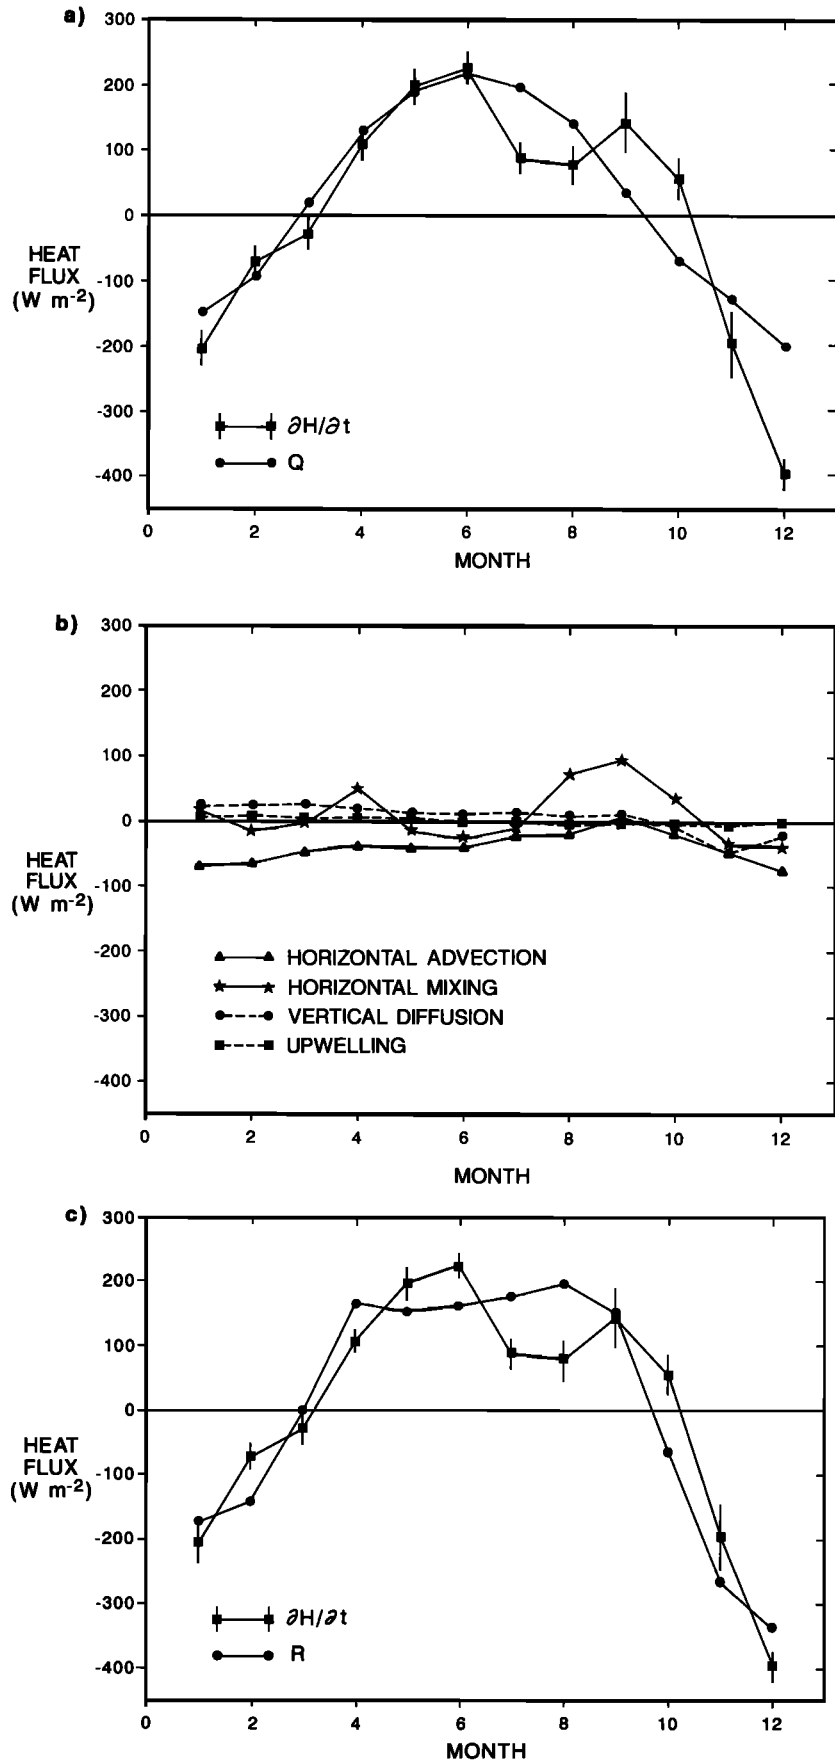 a)
300
200
100
0
-100
-200
-300
-400
HEAT
FLUX
(W m-2)
∂H/∂t
Q
0 2 4 6 8 10 12
MONTH
b)
300
200
100
0
-100
-200
-300
-400
HEAT
FLUX
(W m-2)
HORIZONTAL ADVECTION
HORIZONTAL MIXING
VERTICAL DIFFUSION
UPWELLING
0 2 4 6 8 10 12
MONTH
c)
300
200
100
0
-100
-200
-300
-400
HEAT
FLUX
(W m-2)
∂H/∂t
R
0 2 4 6 8 10 12
MONTH